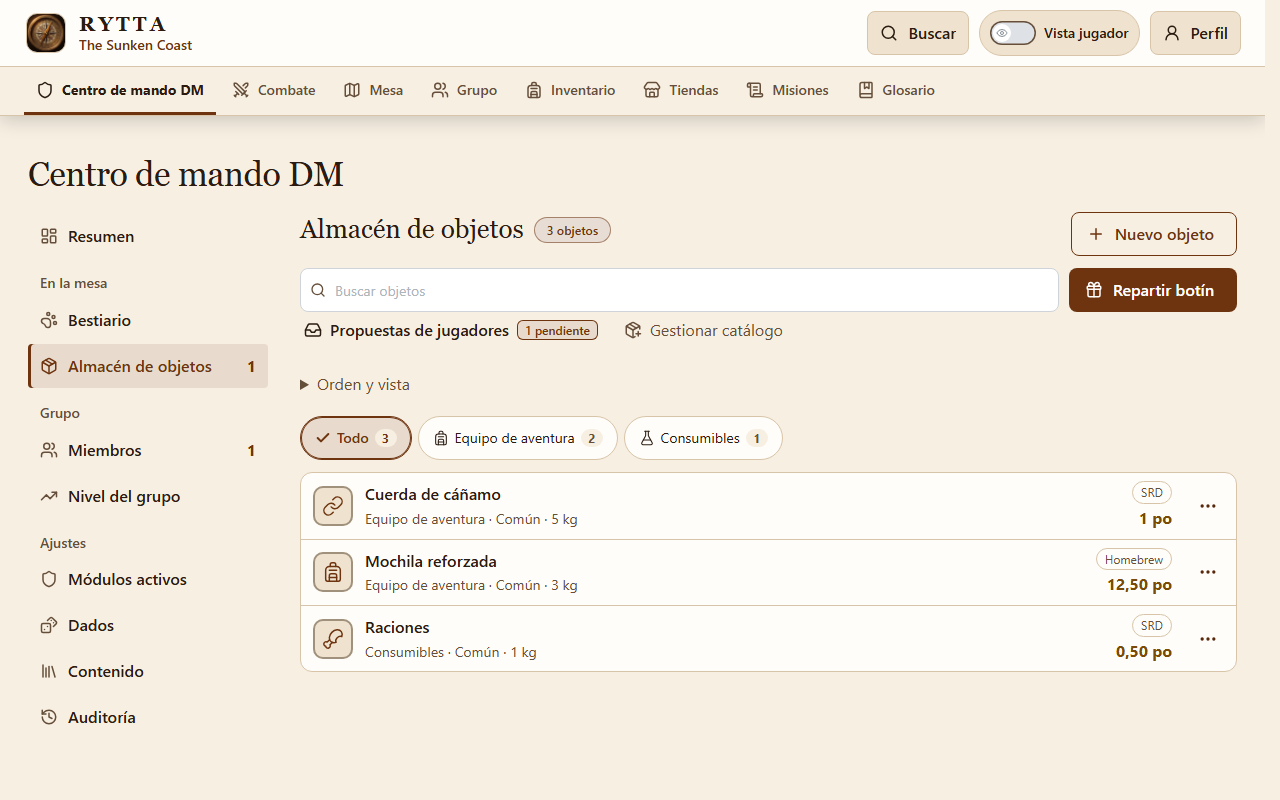 RYTTA
The Sunken Coast
Buscar
Vista jugador
Perfil
Centro de mando DM
Combate
Mesa
Grupo
Inventario
Tiendas
Misiones
Glosario
Centro de mando DM
Resumen
En la mesa
Bestiario
Almacén de objetos 1
Grupo
Miembros 1
Nivel del grupo
Ajustes
Módulos activos
Dados
Contenido
Auditoría
Almacén de objetos 3 objetos
Nuevo objeto
Buscar objetos
Repartir botín
Propuestas de jugadores 1 pendiente
Gestionar catálogo
Orden y vista
Todo 3
Equipo de aventura 2
Consumibles 1
Cuerda de cáñamo
Equipo de aventura · Común · 5 kg
SRD
1 po
Mochila reforzada
Equipo de aventura · Común · 3 kg
Homebrew
12,50 po
Raciones
Consumibles · Común · 1 kg
SRD
0,50 po